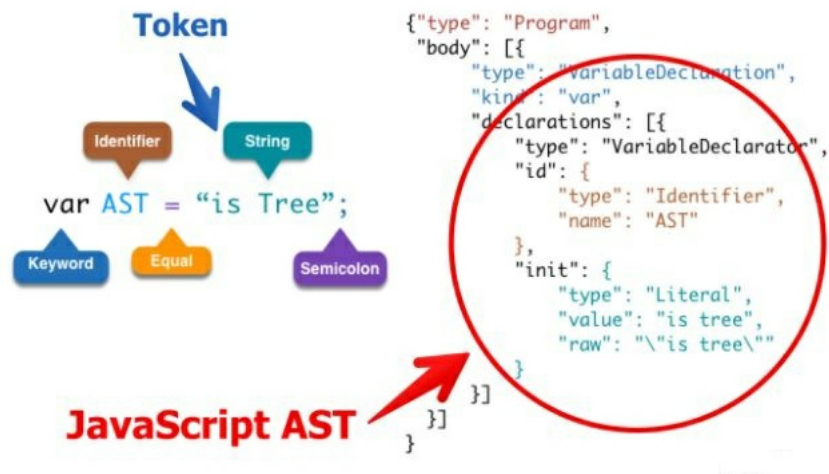 Token
Identifier
String
var AST = “is Tree”;
Keyword
Equal
Semicolon
JavaScript AST
{"type": "Program",
"body": [{
"type": "VariableDeclaration",
"kind": "var",
"declarations": [{
"type": "VariableDeclarator",
"id": {
"type": "Identifier",
"name": "AST"
},
"init": {
"type": "Literal",
"value": "is tree",
"raw": "\"is tree\""
}
}]
}]
}